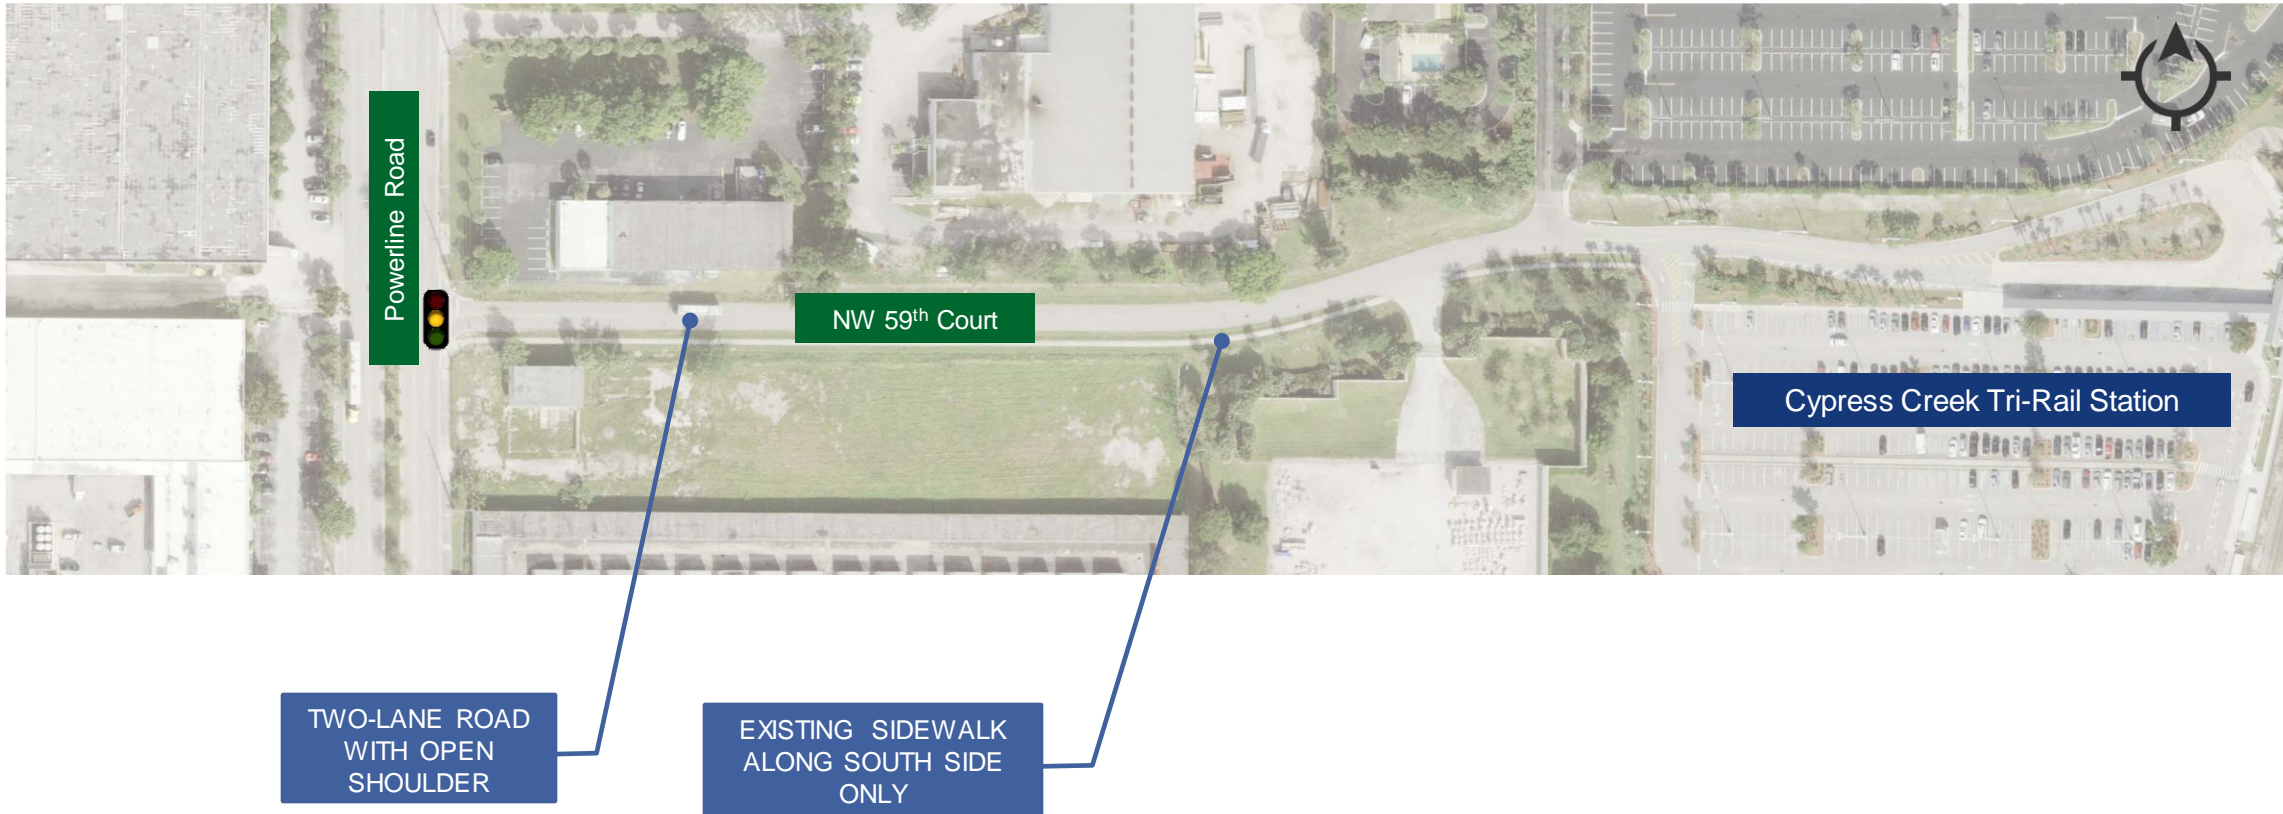 Powerline Road
NW 59th Court
Cypress Creek Tri-Rail Station
TWO-LANE ROAD
WITH OPEN
SHOULDER
EXISTING SIDEWALK
ALONG SOUTH SIDE
ONLY